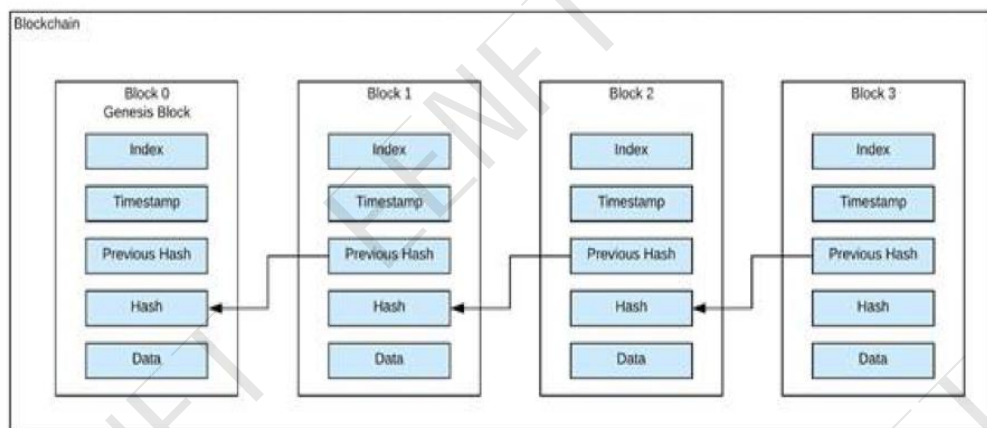 Blockchain
Block 0
Genesis Block
Index
Timestamp
Previous Hash
Hash
Data
Block 1
Index
Timestamp
Previous Hash
Hash
Data
Block 2
Index
Timestamp
Previous Hash
Hash
Data
Block 3
Index
Timestamp
Previous Hash
Hash
Data